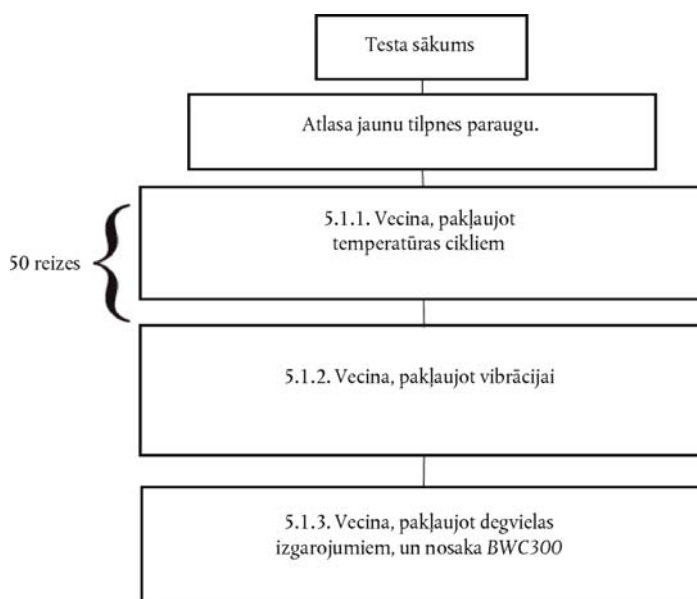 Testa sākums
Atlasa jaunu tilpnes paraugu.
5.1.1. Vecina, pakļaujot
temperatūras cikliem
50 reizes
5.1.2. Vecina, pakļaujot vibrācijai
5.1.3. Vecina, pakļaujot degvielas
izgarojumiem, un nosaka BWC300